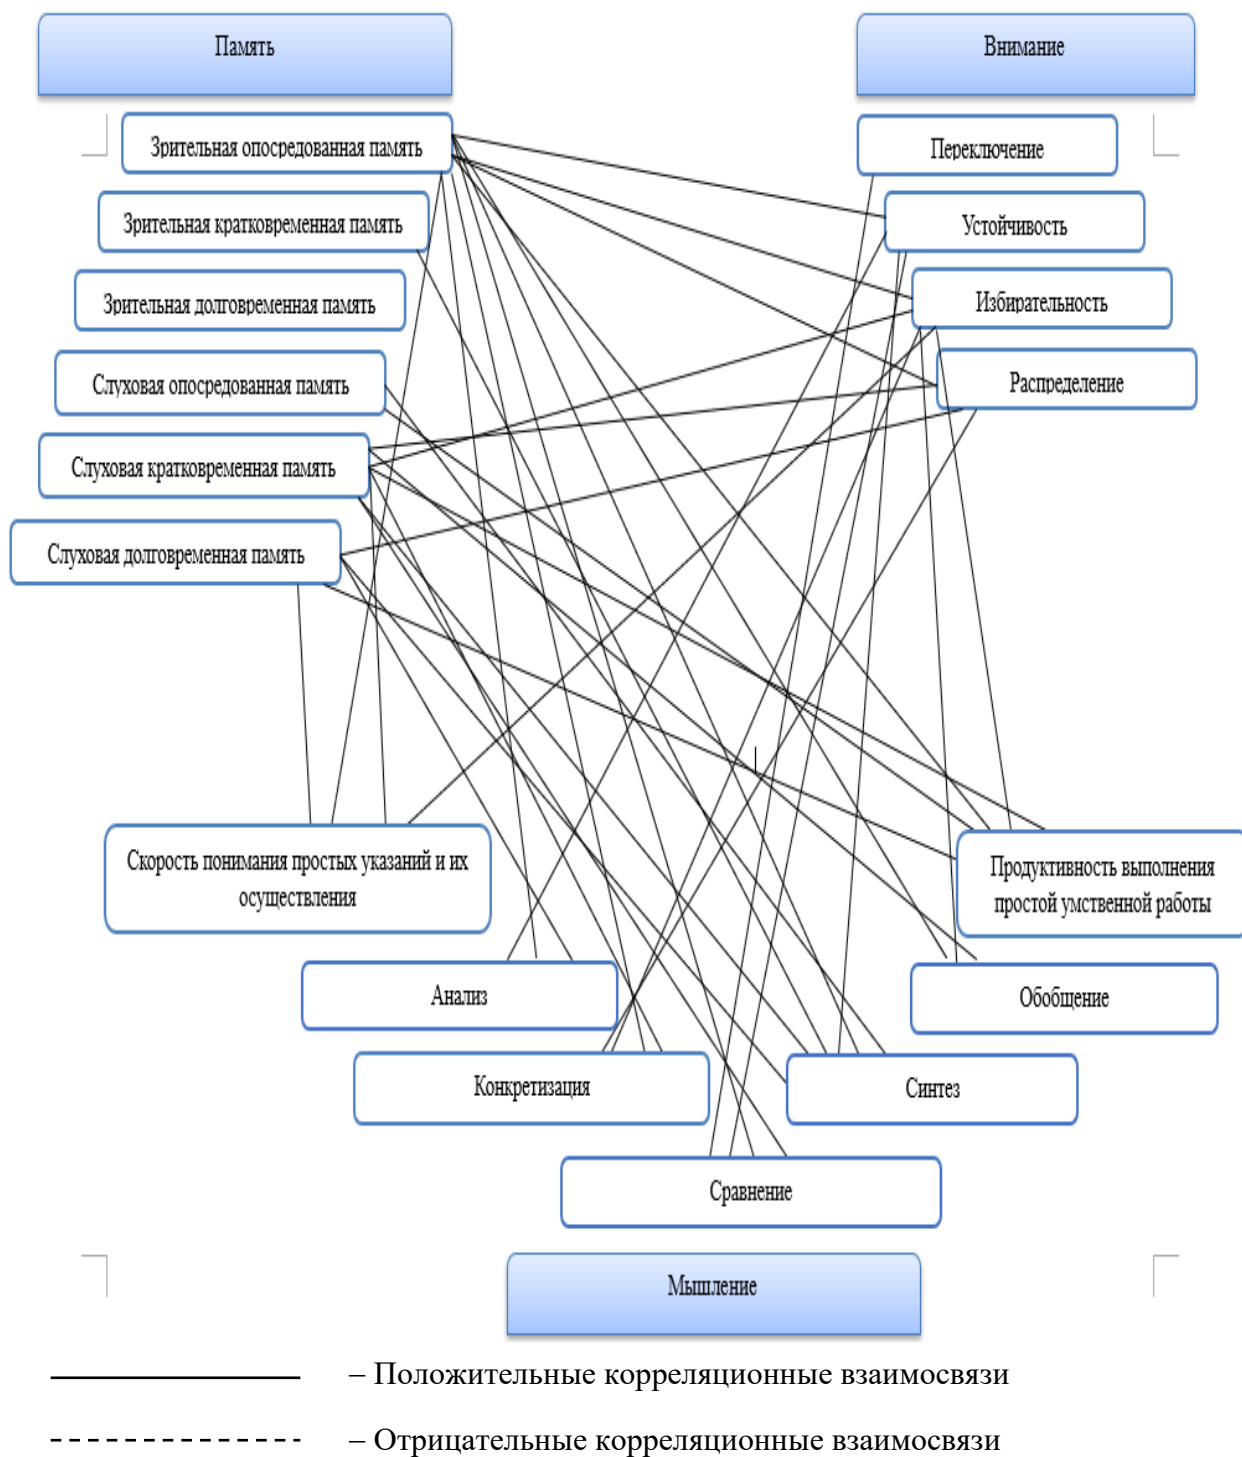 Память
Внимание
Зрительная опосредованная память
Переключение
Зрительная кратковременная память
Устойчивость
Зрительная долговременная память
Избирательность
Слуховая опосредованная память
Распределение
Слуховая кратковременная память
Слуховая долговременная память
Скорость понимания простых указаний и их
осуществления
Продуктивность выполнения
простой умственной работы
Анализ
Обобщение
Конкретизация
Синтез
Сравнение
Мышление
– Положительные корреляционные взаимосвязи
– Отрицательные корреляционные взаимосвязи